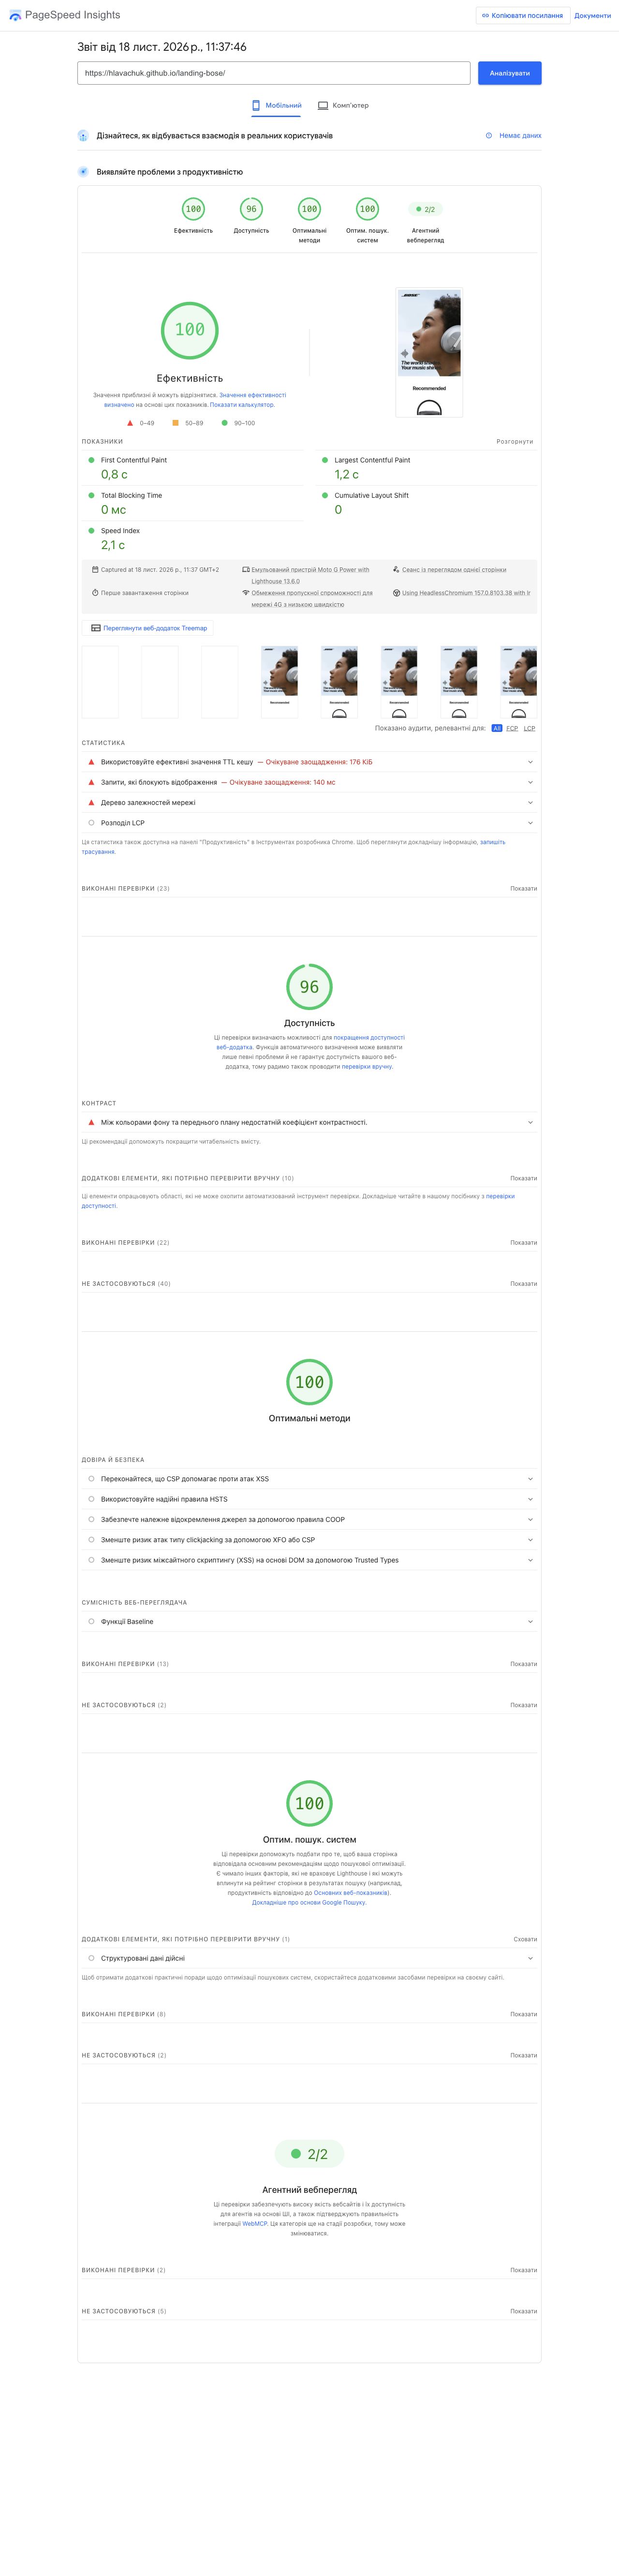 PageSpeed Insights
Копіювати посилання
Документи
Звіт від 18 лист. 2026 р., 11:37:46
https://hlavachuk.github.io/landing-bose/
Аналізувати
Мобільний
Комп'ютер
Дізнайтеся, як відбувається взаємодія в реальних користувачів
Немає даних
Виявляйте проблеми з продуктивністю
100
96
100
100
2/2
Ефективність
Доступність
Оптимальні методи
Оптим. пошук. систем
Агентний вебперегляд
100
Ефективність
Значення приблизні й можуть відрізнятися. Значення ефективності
визначено на основі цих показників. Показати калькулятор.
0–49
50–89
90–100
BOSE
The world
Your music shi
Recommended
ПОКАЗНИКИ
Розгорнути
First Contentful Paint
0,8 с
Largest Contentful Paint
1,2 с
Total Blocking Time
0 мс
Cumulative Layout Shift
0
Speed Index
2,1 с
Captured at 18 лист. 2026 р., 11:37 GMT+2
Емульований пристрій Moto G Power with
Lighthouse 13.6.0
Сеанс із переглядом однієї сторінки
Перше завантаження сторінки
Обмеження пропускної спроможності для
мережі 4G з низькою швидкістю
Using HeadlessChromium 157.0.8103.38 with lr
Переглянути веб-додаток Treemap
Показано аудити, релевантні для:
All
FCP
LCP
СТАТИСТИКА
Використовуйте ефективні значення TTL кешу — Очікуване заощадження: 176 КіБ
Запити, які блокують відображення — Очікуване заощадження: 140 мс
Дерево залежностей мережі
Розподіл LCP
Ця статистика також доступна на панелі "Продуктивність" в Інструментах розробника Chrome. Щоб переглянути докладнішу інформацію, запишіть
трасування.
ВИКОНАНІ ПЕРЕВІРКИ (23)
Показати
96
Доступність
Ці перевірки визначають можливості для покращення доступності
веб-додатка. Функція автоматичного визначення може виявляти
лише певні проблеми й не гарантує доступність вашого веб-
додатка, тому радимо також проводити перевірки вручну.
КОНТРАСТ
Між кольорами фону та переднього плану недостатній коефіцієнт контрастності.
Ці рекомендації допоможуть покращити читабельність вмісту.
ДОДАТКОВІ ЕЛЕМЕНТИ, ЯКІ ПОТРІБНО ПЕРЕВІРИТИ ВРУЧНУ (10)
Показати
Ці елементи опрацьовують області, які не може охопити автоматизований інструмент перевірки. Докладніше читайте в нашому посібнику з перевірки
доступності.
ВИКОНАНІ ПЕРЕВІРКИ (22)
Показати
НЕ ЗАСТОСОВУЮТЬСЯ (40)
Показати
100
Оптимальні методи
ДОВІРА Й БЕЗПЕКА
Переконайтеся, що CSP допомагає проти атак XSS
Використовуйте надійні правила HSTS
Забезпечте належне відокремлення джерел за допомогою правила COOP
Зменште ризик атак типу clickjacking за допомогою XFO або CSP
Зменште ризик міжсайтного скриптингу (XSS) на основі DOM за допомогою Trusted Types
СУМІСНІСТЬ ВЕБ-ПЕРЕГЛЯДАЧА
Функції Baseline
ВИКОНАНІ ПЕРЕВІРКИ (13)
Показати
НЕ ЗАСТОСОВУЮТЬСЯ (2)
Показати
100
Оптим. пошук. систем
Ці перевірки допоможуть подбати про те, щоб ваша сторінка
відповідала основним рекомендаціям щодо пошукової оптимізації.
Є чимало інших факторів, які не враховує Lighthouse і які можуть
вплинути на рейтинг сторінки в результатах пошуку (наприклад,
продуктивність відповідно до Основних веб-показників).
Докладніше про основи Google Пошуку.
ДОДАТКОВІ ЕЛЕМЕНТИ, ЯКІ ПОТРІБНО ПЕРЕВІРИТИ ВРУЧНУ (1)
Сховати
Структуровані дані дійсні
Щоб отримати додаткові практичні поради щодо оптимізації пошукових систем, скористайтеся додатковими засобами перевірки на своєму сайті.
ВИКОНАНІ ПЕРЕВІРКИ (8)
Показати
НЕ ЗАСТОСОВУЮТЬСЯ (2)
Показати
2/2
Агентний вебперегляд
Ці перевірки забезпечують високу якість вебсайтів і їх доступність
для агентів на основі ШІ, а також підтверджують правильність
інтеграції WebMCP. Ця категорія ще на стадії розробки, тому може
змінюватися.
ВИКОНАНІ ПЕРЕВІРКИ (2)
Показати
НЕ ЗАСТОСОВУЮТЬСЯ (5)
Показати